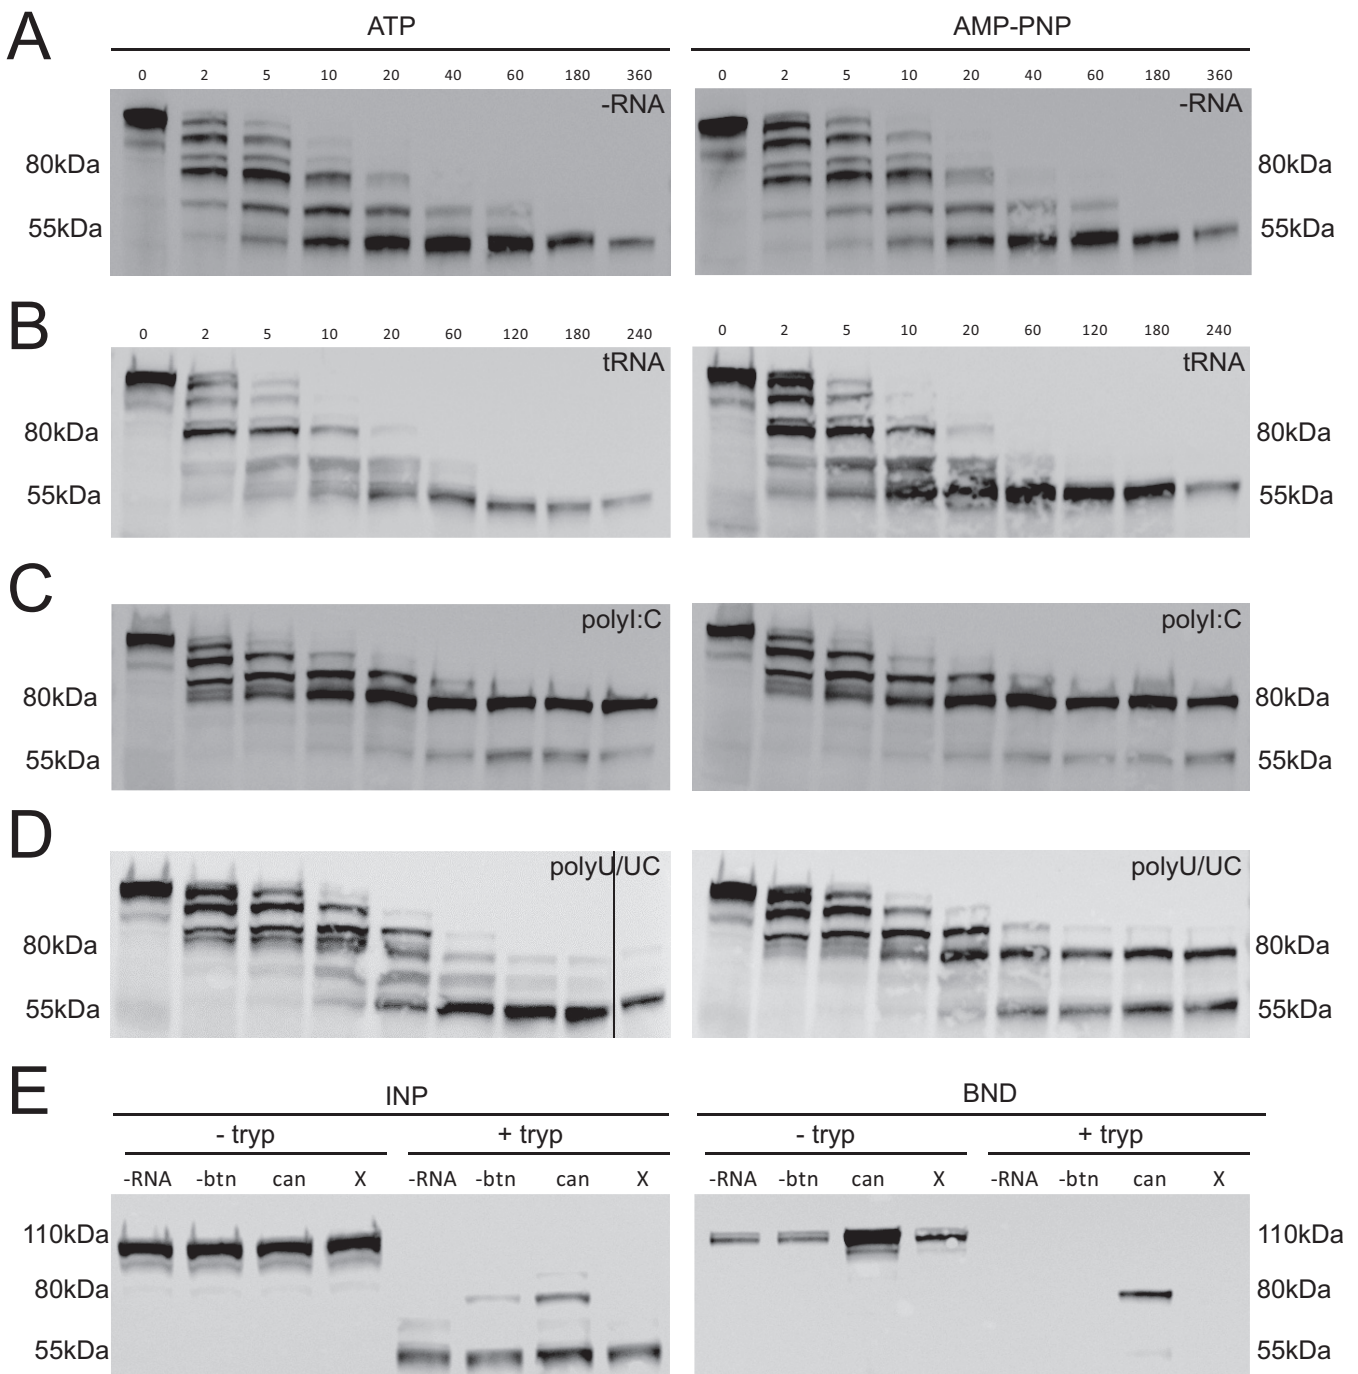 A
ATP
AMP-PNP
0 2 5 10 20 40 60 180 360
0 2 5 10 20 40 60 180 360
-RNA
-RNA
80kDa
80kDa
55kDa
55kDa
B
0 2 5 10 20 60 120 180 240
0 2 5 10 20 60 120 180 240
tRNA
tRNA
80kDa
80kDa
55kDa
55kDa
C
polyI:C
polyI:C
80kDa
80kDa
55kDa
55kDa
D
polyU/UC
polyU/UC
80kDa
80kDa
55kDa
55kDa
E
INP
BND
- tryp
+ tryp
- tryp
+ tryp
-RNA -btn can X
-RNA -btn can X
-RNA -btn can X
-RNA -btn can X
110kDa
110kDa
80kDa
80kDa
55kDa
55kDa